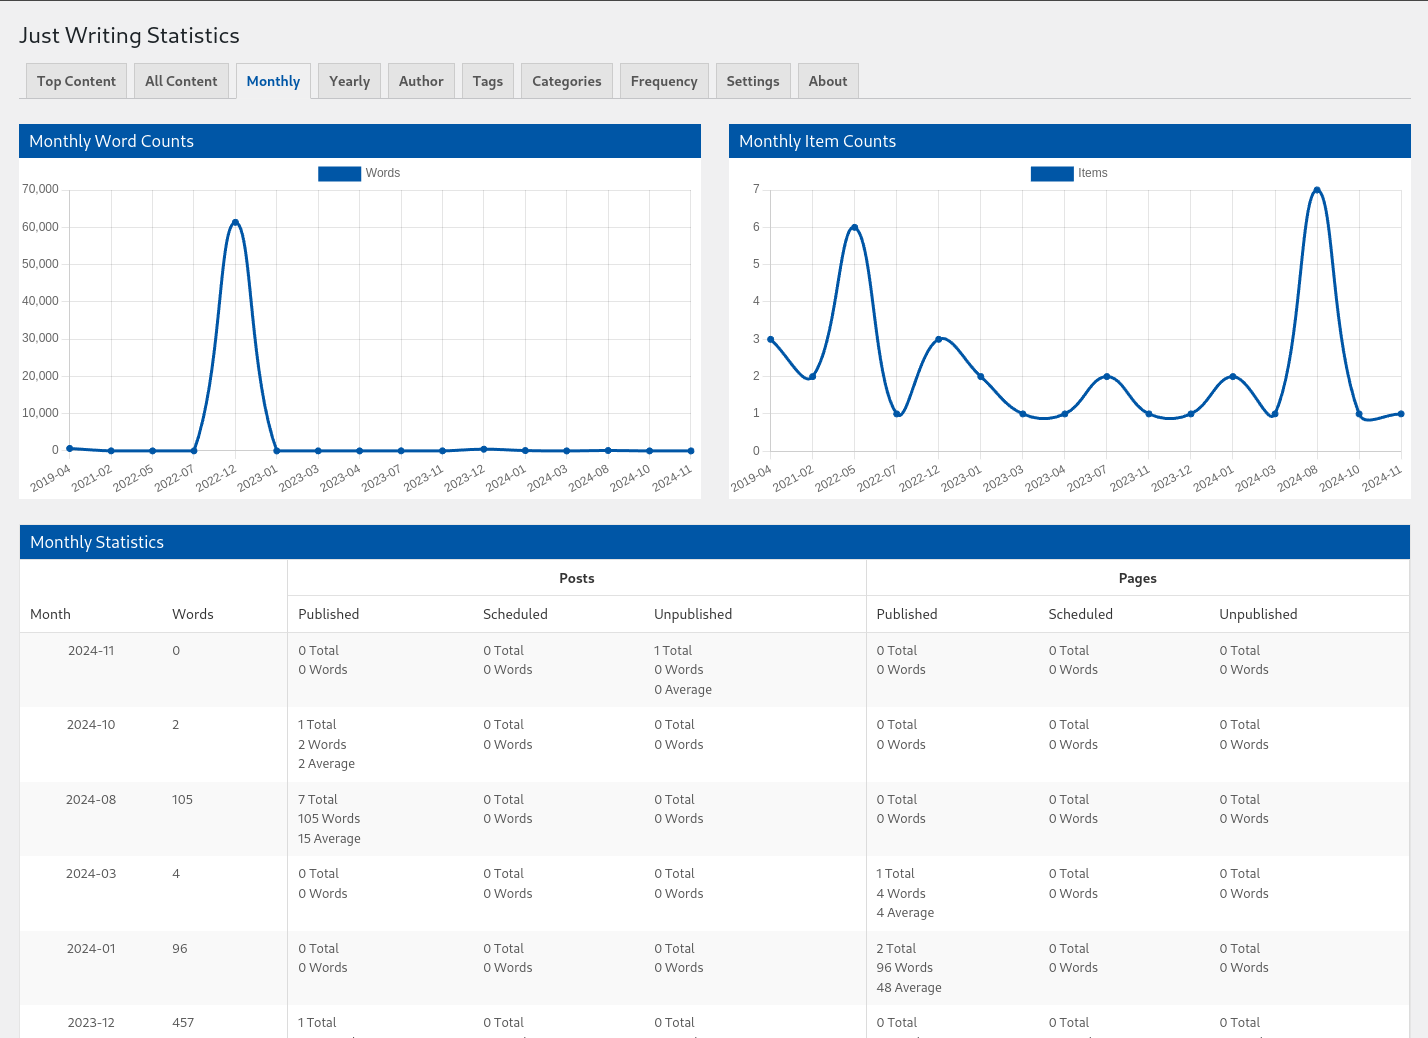 Just Writing Statistics
Top Content All Content Monthly Yearly Author Tags Categories Frequency Settings About
Monthly Word Counts
Words
70,000
60,000
50,000
40,000
30,000
20,000
10,000
0
2019-04 2021-02 2022-05 2022-07 2022-12 2023-01 2023-03 2023-04 2023-07 2023-11 2023-12 2024-01 2024-03 2024-08 2024-10 2024-11
Monthly Item Counts
Items
7
6
5
4
3
2
1
0
2019-04 2021-02 2022-05 2022-07 2022-12 2023-01 2023-03 2023-04 2023-07 2023-11 2023-12 2024-01 2024-03 2024-08 2024-10 2024-11
Monthly Statistics
Posts Pages
Month Words Published Scheduled Unpublished Published Scheduled Unpublished
2024-11 0 0 Total 0 Total 1 Total 0 Total 0 Total 0 Total
0 Words 0 Words 0 Words 0 Words 0 Words 0 Words
0 Average
2024-10 2 1 Total 0 Total 0 Total 0 Total 0 Total 0 Total
2 Words 0 Words 0 Words 0 Words 0 Words 0 Words
2 Average
2024-08 105 7 Total 0 Total 0 Total 0 Total 0 Total 0 Total
105 Words 0 Words 0 Words 0 Words 0 Words 0 Words
15 Average
2024-03 4 0 Total 0 Total 0 Total 1 Total 0 Total 0 Total
0 Words 0 Words 0 Words 4 Words 0 Words 0 Words
4 Average
2024-01 96 0 Total 0 Total 0 Total 2 Total 0 Total 0 Total
0 Words 0 Words 0 Words 96 Words 0 Words 0 Words
48 Average
2023-12 457 1 Total 0 Total 0 Total 0 Total 0 Total 0 Total